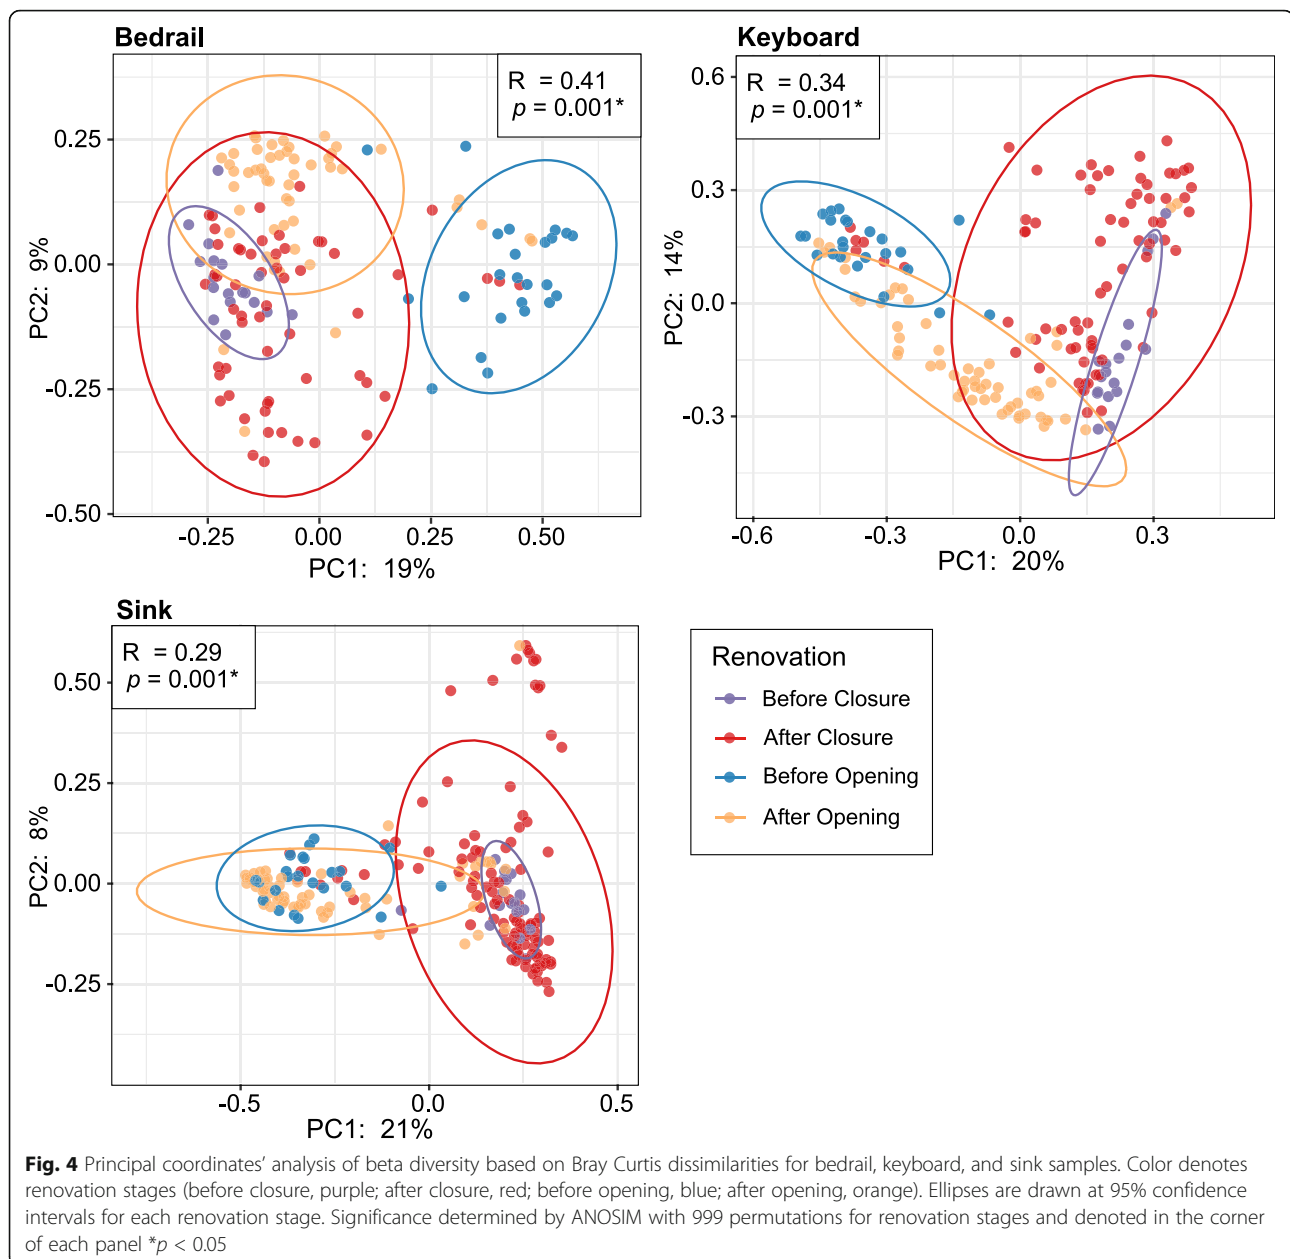 Bedrail
R = 0.41
p = 0.001*
PC2: 9%
0.25
0.00
-0.25
-0.50
-0.25
0.00
0.25
0.50
PC1: 19%
Keyboard
R = 0.34
p = 0.001*
PC2: 14%
0.6
0.3
0.0
-0.3
-0.6
-0.3
0.0
0.3
PC1: 20%
Sink
R = 0.29
p = 0.001*
PC2: 8%
0.50
0.25
0.00
-0.25
-0.5
0.0
0.5
PC1: 21%
Renovation
Before Closure
After Closure
Before Opening
After Opening
Fig. 4 Principal coordinates’ analysis of beta diversity based on Bray Curtis dissimilarities for bedrail, keyboard, and sink samples. Color denotes
renovation stages (before closure, purple; after closure, red; before opening, blue; after opening, orange). Ellipses are drawn at 95% confidence
intervals for each renovation stage. Significance determined by ANOSIM with 999 permutations for renovation stages and denoted in the corner
of each panel *p < 0.05